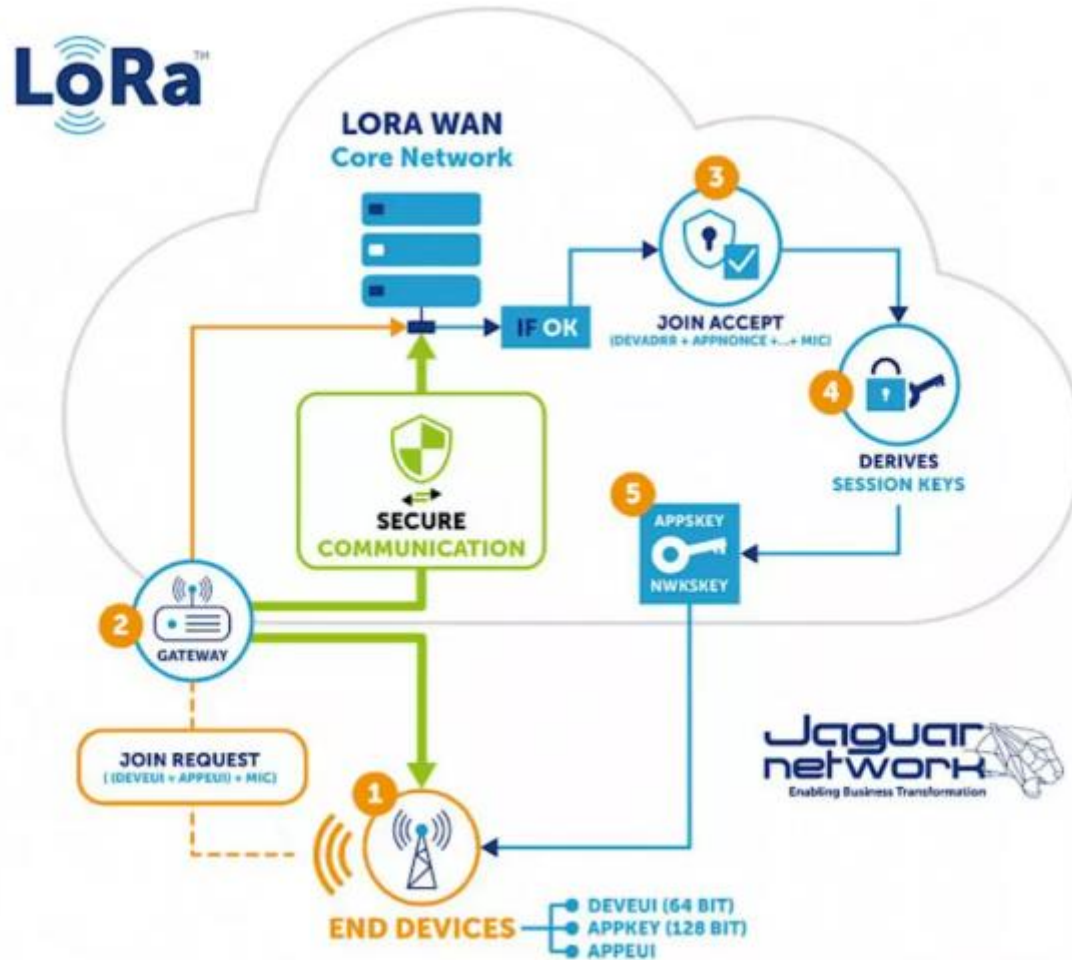 LoRa™
LORA WAN
Core Network
3
IF OK
JOIN ACCEPT
(DEVADRR + APPNONCE +...+ MIC)
4
DERIVES
SESSION KEYS
SECURE
COMMUNICATION
5
APPSKEY
NWKSKEY
2
GATEWAY
JOIN REQUEST
( (DEVEUI + APPEUI) + MIC)
Jaguar
network
Enabling Business Transformation
1
END DEVICES
DEVEUI (64 BIT)
APPKEY (128 BIT)
APPEUI